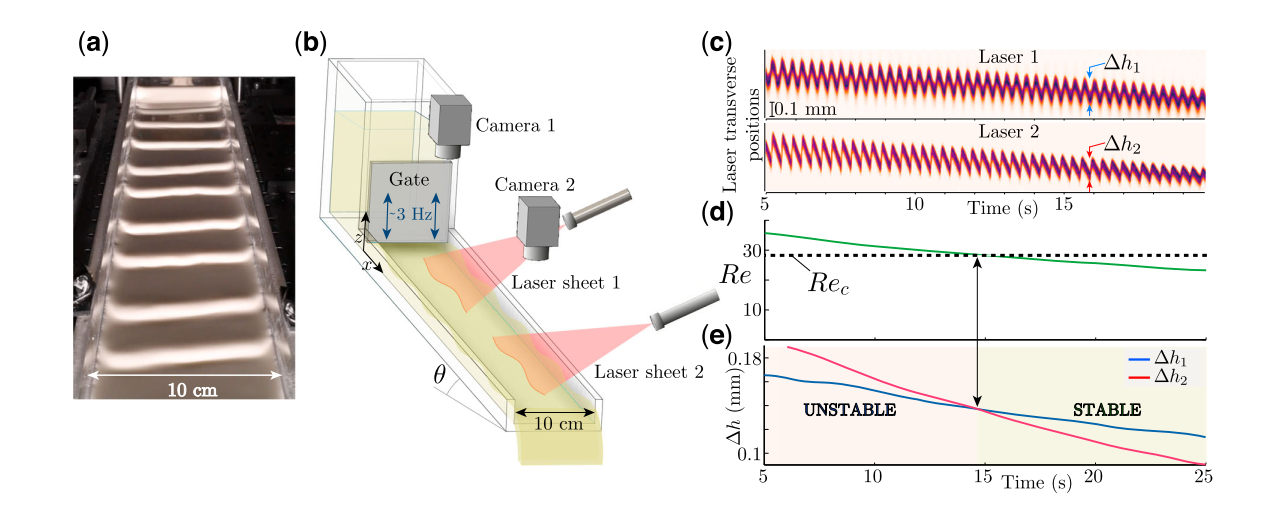 (a)
10 cm
(b)
Camera 1
Gate
~3 Hz
Camera 2
z
x
Laser sheet 1
Laser sheet 2
θ
10 cm
(c)
Laser transverse
positions
Laser 1
Δh₁
0.1 mm
Laser 2
Δh₂
5 10 15
Time (s)
(d)
Re
30
10
Re_c
(e)
Δh (mm)
0.18
0.1
Δh₁
Δh₂
UNSTABLE
STABLE
5 10 15 20 25
Time (s)